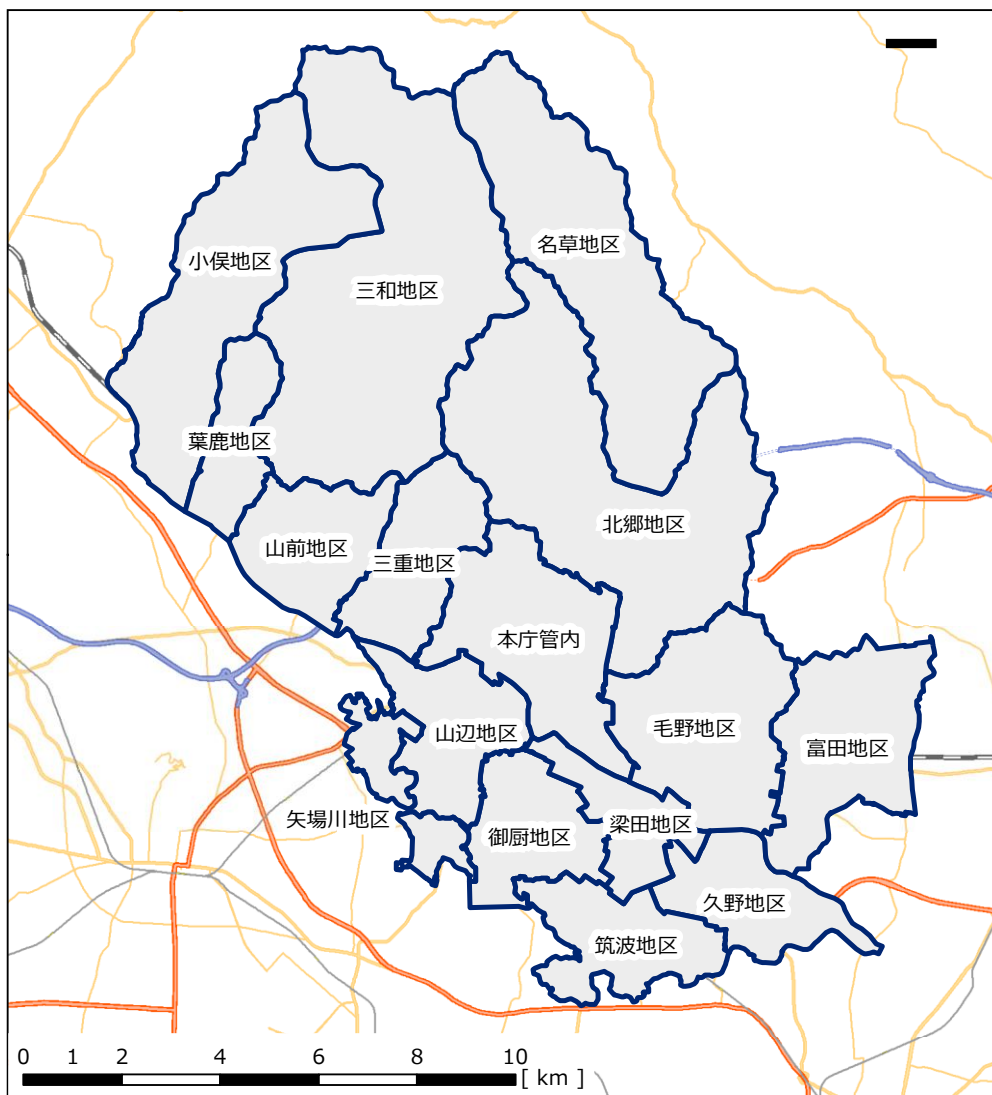 名草地区
小俣地区
三和地区
葉鹿地区
北郷地区
山前地区
三重地区
本庁管内
山辺地区
毛野地区
富田地区
矢場川地区
御厨地区
梁田地区
久野地区
筑波地区
0 1 2 4 6 8 10
[ km ]